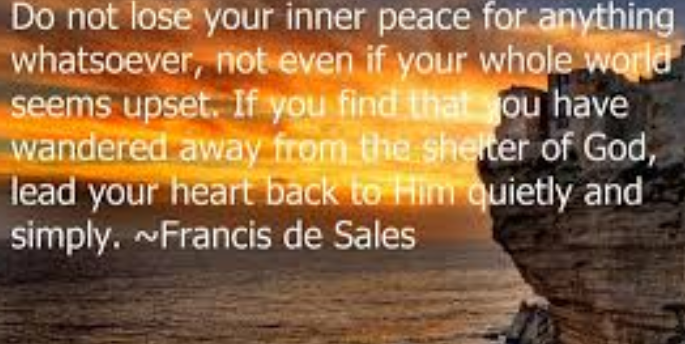 Do not lose your inner peace for anything
whatsoever, not even if your whole world
seems upset. If you find that you have
wandered away from the shelter of God,
lead your heart back to Him quietly and
simply. ~Francis de Sales